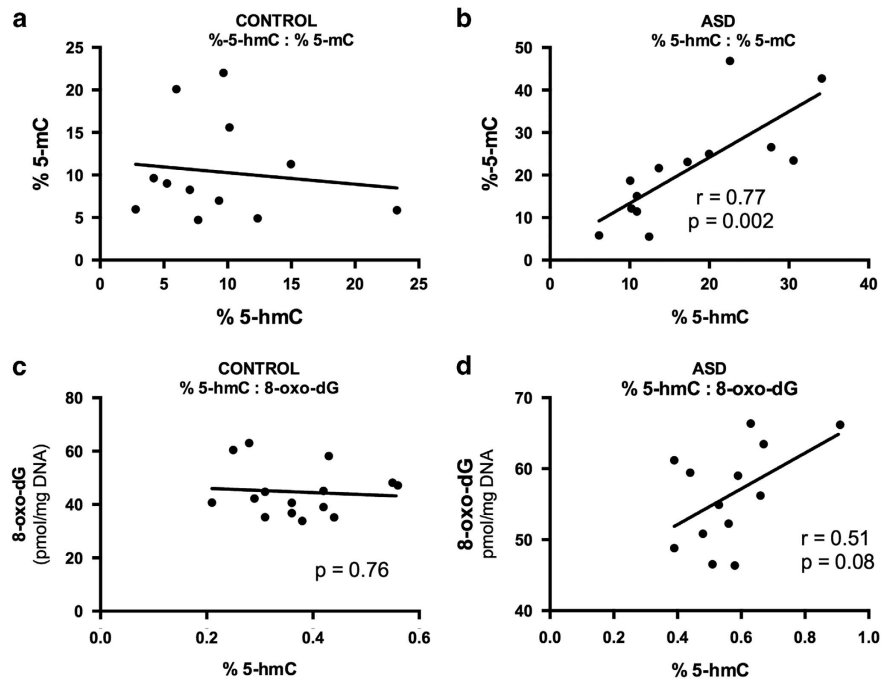 a
CONTROL
%-5-hmC : % 5-mC
25
20
15
10
5
0
% 5-mC
0 5 10 15 20 25
% 5-hmC
b
ASD
% 5-hmC : % 5-mC
50
40
30
20
10
0
%-5-mC
r = 0.77
p = 0.002
0 10 20 30 40
% 5-hmC
c
CONTROL
% 5-hmC : 8-oxo-dG
80
60
40
20
0
8-oxo-dG
(pmol/mg DNA)
p = 0.76
0.0 0.2 0.4 0.6
% 5-hmC
d
ASD
% 5-hmC : 8-oxo-dG
70
60
50
40
8-oxo-dG
pmol/mg DNA
r = 0.51
p = 0.08
0.0 0.2 0.4 0.6 0.8 1.0
% 5-hmC